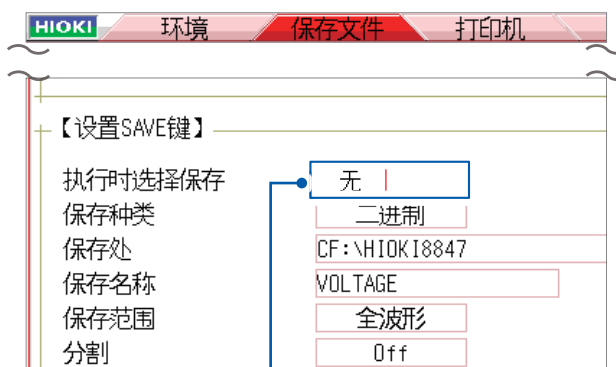 HIOKI 环境 保存文件 打印机
【设置SAVE键】
执行时选择保存 无
保存种类 二进制
保存处 CF:\HIOKI8847
保存名称 VOLTAGE
保存范围 全波形
分割 Off